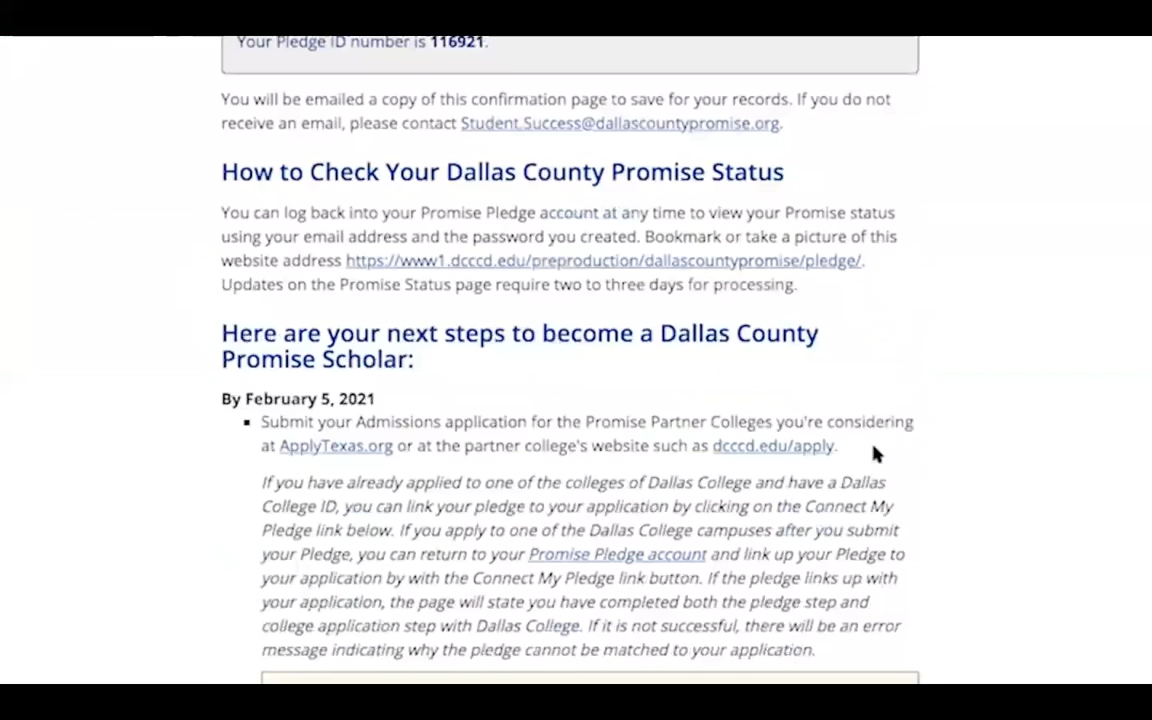 Your Pledge ID number is 116921.
You will be emailed a copy of this confirmation page to save for your records. If you do not
receive an email, please contact Student.Success@dallascountypromise.org.
How to Check Your Dallas County Promise Status
You can log back into your Promise Pledge account at any time to view your Promise status
using your email address and the password you created. Bookmark or take a picture of this
website address https://www1.dcccd.edu/preproduction/dallascountypromise/pledge/.
Updates on the Promise Status page require two to three days for processing.
Here are your next steps to become a Dallas County
Promise Scholar:
By February 5, 2021
▪ Submit your Admissions application for the Promise Partner Colleges you're considering
at ApplyTexas.org or at the partner college's website such as dcccd.edu/apply.
If you have already applied to one of the colleges of Dallas College and have a Dallas
College ID, you can link your pledge to your application by clicking on the Connect My
Pledge link below. If you apply to one of the Dallas College campuses after you submit
your Pledge, you can return to your Promise Pledge account and link up your Pledge to
your application by with the Connect My Pledge link button. If the pledge links up with
your application, the page will state you have completed both the pledge step and
college application step with Dallas College. If it is not successful, there will be an error
message indicating why the pledge cannot be matched to your application.